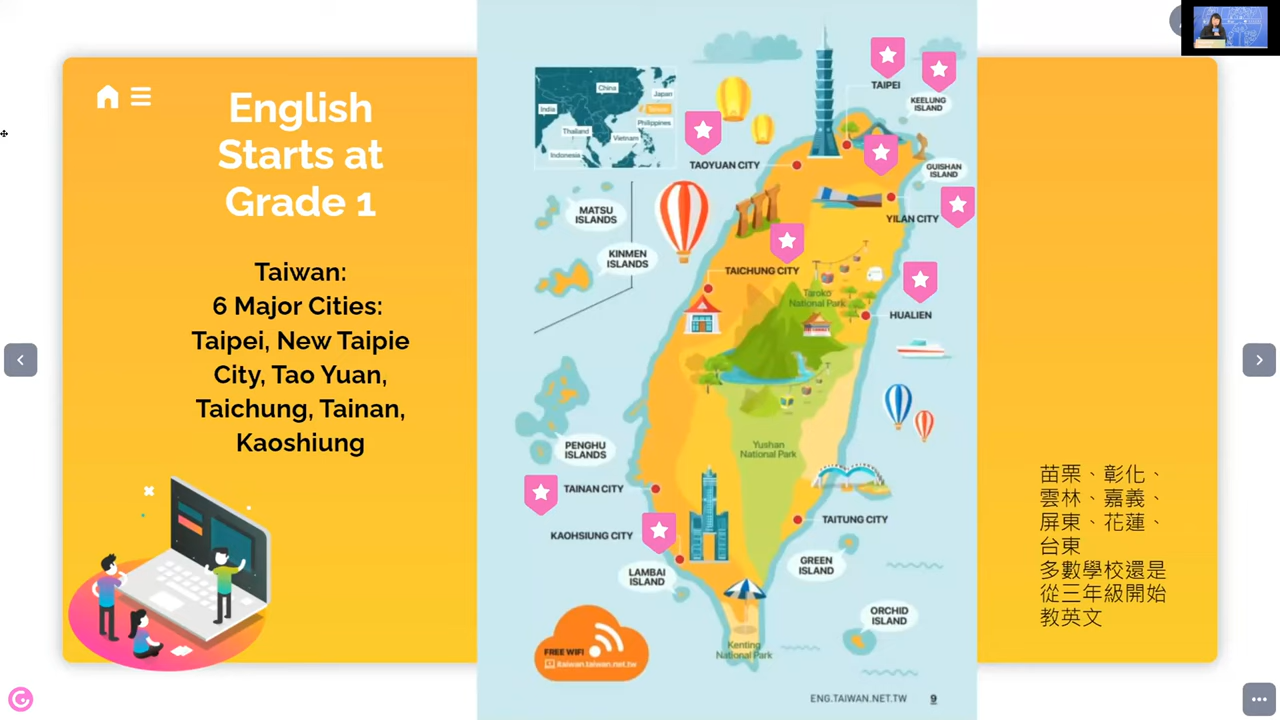 English
Starts at
Grade 1
Taiwan:
6 Major Cities:
Taipei, New Taipie
City, Tao Yuan,
Taichung, Tainan,
Kaoshiung
China
Japan
India
Taiwan
Philippines
Thailand
Vietnam
Indonesia
TAIPEI
KEELUNG
ISLAND
TAOYUAN CITY
GUISHAN
ISLAND
MATSU
ISLANDS
YILAN CITY
KINMEN
ISLANDS
TAICHUNG CITY
Taroko
National Park
HUALIEN
PENGHU
ISLANDS
Yushan
National Park
TAINAN CITY
TAITUNG CITY
KAOHSIUNG CITY
GREEN
ISLAND
LAMBAI
ISLAND
ORCHID
ISLAND
FREE WIFI
itaiwan.taiwan.net.tw
Kenting
National Park
ENG.TAIWAN.NET.TW 9
苗栗、彰化、
雲林、嘉義、
屏東、花蓮、
台東
多數學校還是
從三年級開始
教英文